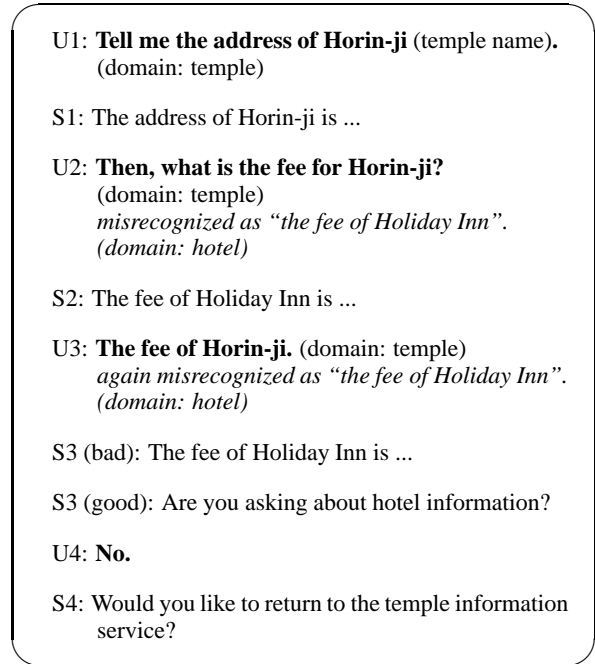 U1: Tell me the address of Horin-ji (temple name).
(domain: temple)
S1: The address of Horin-ji is ...
U2: Then, what is the fee for Horin-ji?
(domain: temple)
misrecognized as “the fee of Holiday Inn”.
(domain: hotel)
S2: The fee of Holiday Inn is ...
U3: The fee of Horin-ji. (domain: temple)
again misrecognized as “the fee of Holiday Inn”.
(domain: hotel)
S3 (bad): The fee of Holiday Inn is ...
S3 (good): Are you asking about hotel information?
U4: No.
S4: Would you like to return to the temple information
service?